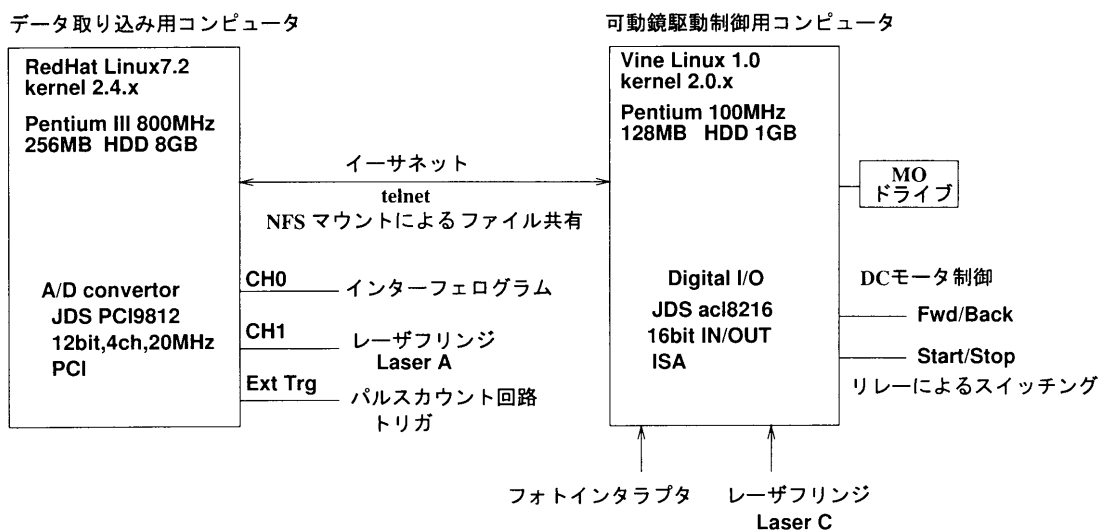 データ取り込み用コンピュータ
RedHat Linux7.2
kernel 2.4.x
Pentium III 800MHz
256MB HDD 8GB
A/D convertor
JDS PCI9812
12bit,4ch,20MHz
PCI
イーサネット
telnet
NFS マウントによるファイル共有
CH0
インターフェログラム
CH1
レーザフリンジ
Laser A
Ext Trg
パルスカウント回路
トリガ
可動鏡駆動制御用コンピュータ
Vine Linux 1.0
kernel 2.0.x
Pentium 100MHz
128MB HDD 1GB
MO
ドライブ
Digital I/O
JDS acl8216
16bit IN/OUT
ISA
DCモータ制御
Fwd/Back
Start/Stop
リレーによるスイッチング
フォトインタラプタ
レーザフリンジ
Laser C